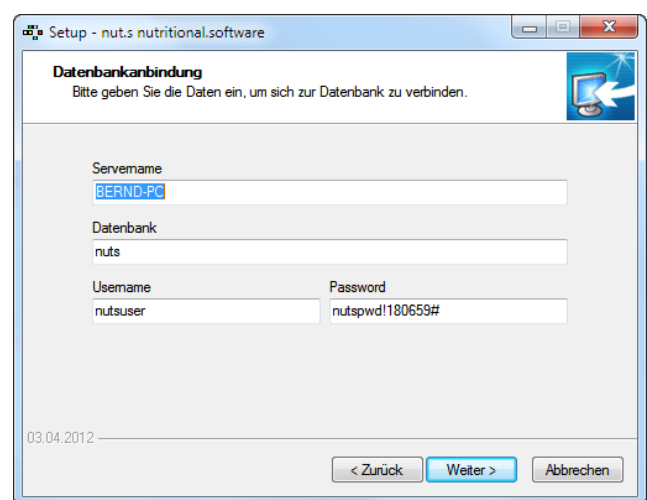 Setup - nut.s nutritional.software
Datenbankanbindung
Bitte geben Sie die Daten ein, um sich zur Datenbank zu verbinden.
Servername
BERND-PC
Datenbank
nuts
Username
Password
nutsuser
nutspwd!180659#
03.04.2012
< Zurück
Weiter >
Abbrechen